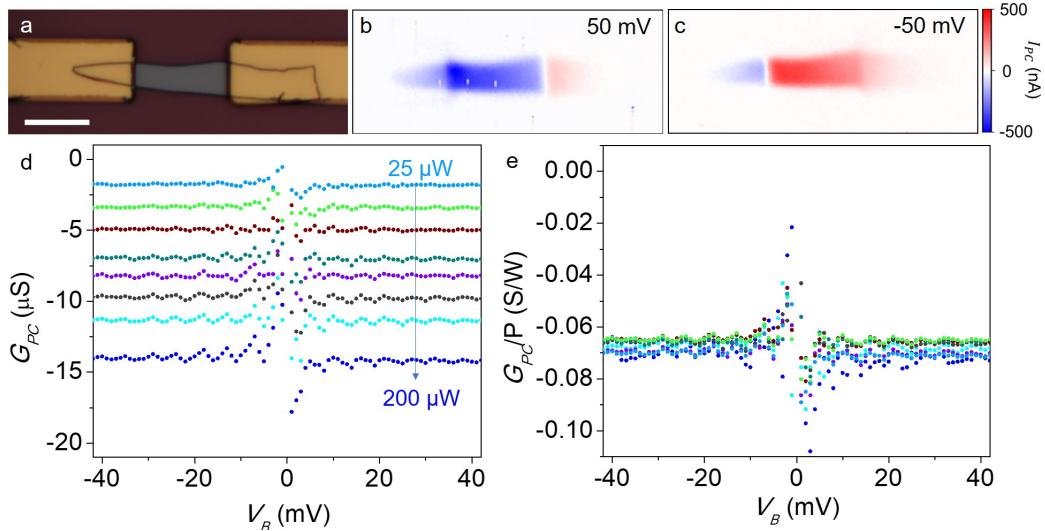 a
b
50 mV
c
-50 mV
500
0
-500
I_PC (nA)
d
0
-5
-10
-15
-20
G_PC (µS)
25 µW
200 µW
-40
-20
0
20
40
V_B (mV)
e
0.00
-0.02
-0.04
-0.06
-0.08
-0.10
G_PC/P (S/W)
-40
-20
0
20
40
V_B (mV)